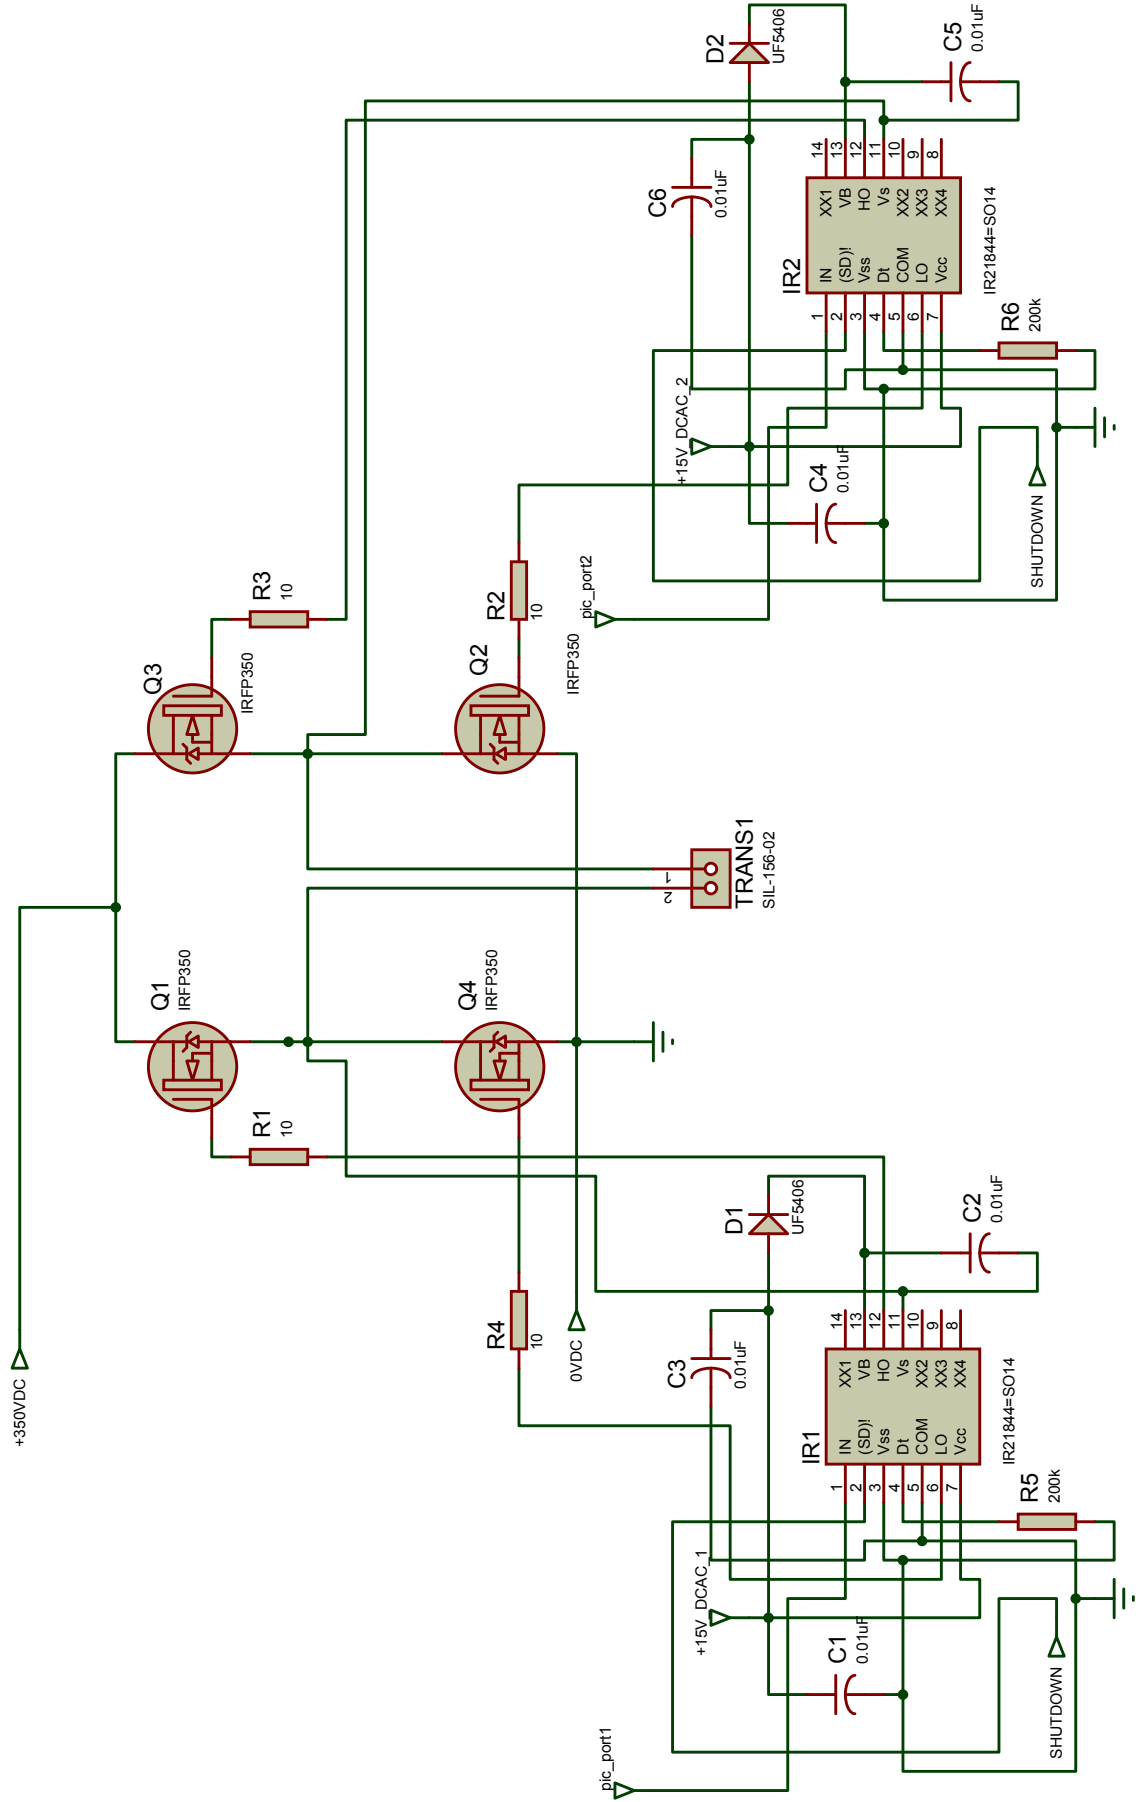 +350VDC
Q1
IRFP350
R1
10
Q3
IRFP350
R3
10
Q4
IRFP350
R4
10
Q2
IRFP350
R2
10
0VDC
TRANS1
SIL-156-02
1
2
pic_port1
+15V_DCAC_1
C1
0.01uF
C3
0.01uF
D1
UF5406
C2
0.01uF
IR1
IR21844=SO14
1 IN XX1 14
2 (SD)! VB 13
3 Vss HO 12
4 Dt Vs 11
5 COM XX2 10
6 LO XX3 9
7 Vcc XX4 8
R5
200k
SHUTDOWN
pic_port2
+15V_DCAC_2
C4
0.01uF
C6
0.01uF
D2
UF5406
C5
0.01uF
IR2
IR21844=SO14
1 IN XX1 14
2 (SD)! VB 13
3 Vss HO 12
4 Dt Vs 11
5 COM XX2 10
6 LO XX3 9
7 Vcc XX4 8
R6
200k
SHUTDOWN